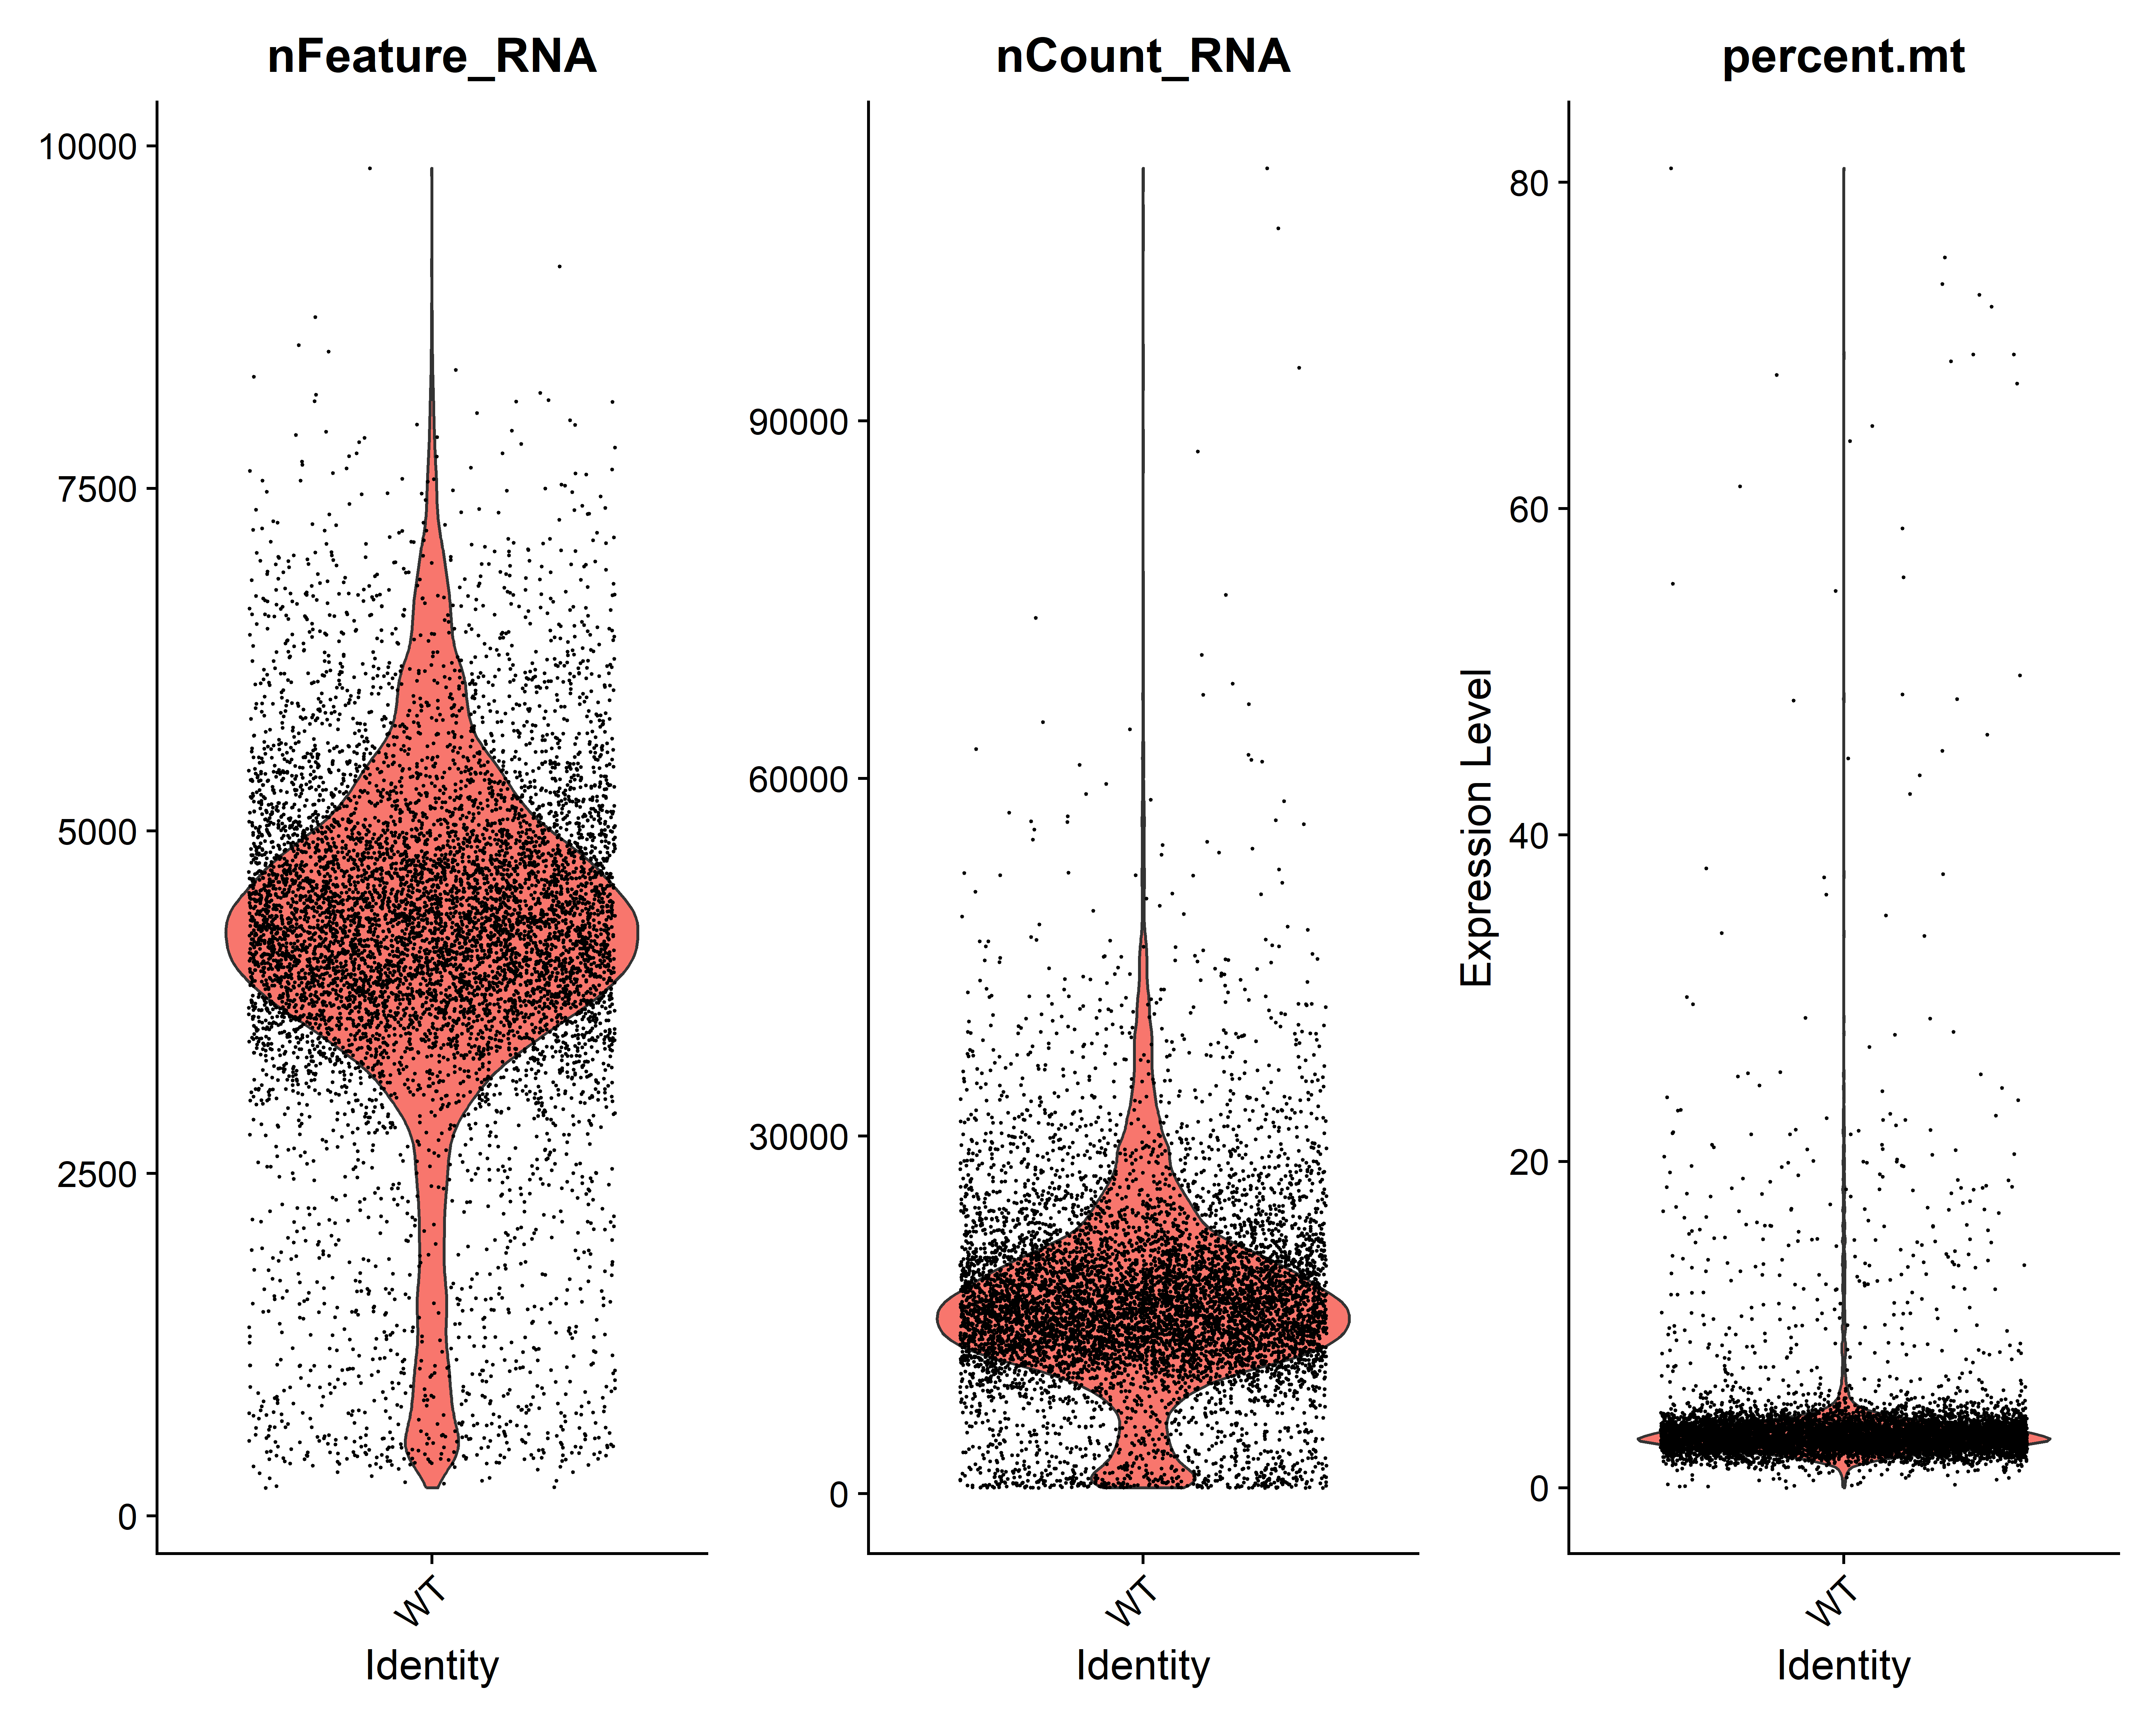 nFeature_RNA
10000
7500
5000
2500
0
WT
Identity
nCount_RNA
90000
60000
30000
0
WT
Identity
percent.mt
Expression Level
80
60
40
20
0
WT
Identity